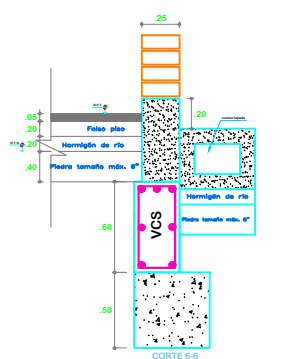 .25
.05
.20
.20
.40
.20
Falso piso
Hormigón de río
Piedra tamaño máx. 6"
Hormigón de río
Piedra tamaño máx. 6"
VCS
.60
.50
CORTE 6-6